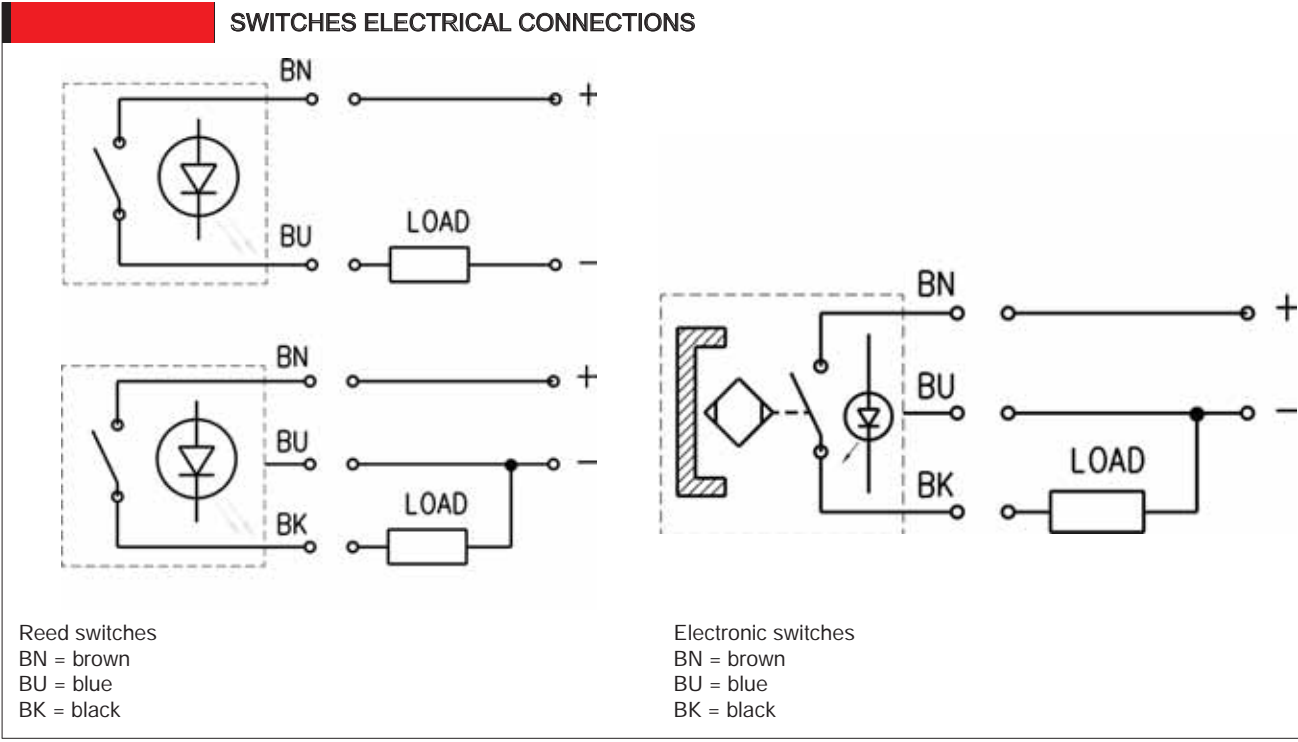 SWITCHES ELECTRICAL CONNECTIONS
BN
+
BU
LOAD
−
BN
+
BU
−
BK
LOAD
BN
+
BU
−
BK
LOAD
Reed switches
BN = brown
BU = blue
BK = black
Electronic switches
BN = brown
BU = blue
BK = black